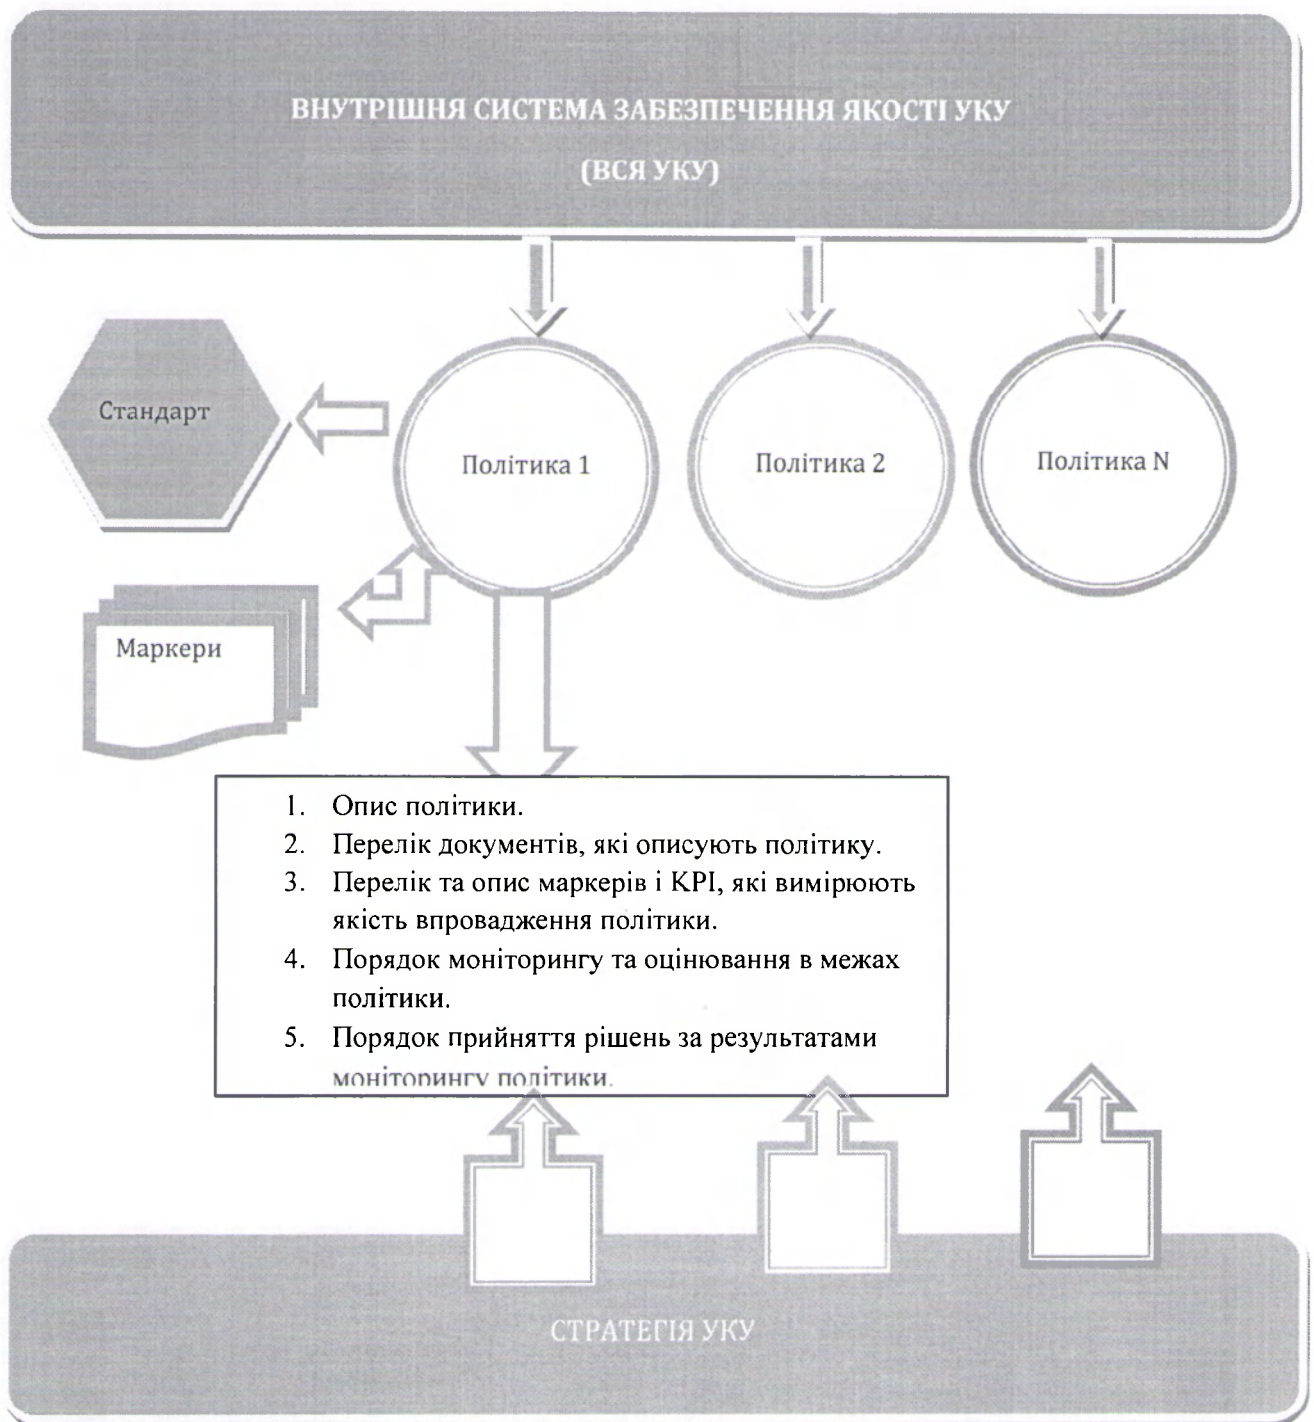 ВНУТРІШНЯ СИСТЕМА ЗАБЕЗПЕЧЕННЯ ЯКОСТІ УКУ
(ВСЯ УКУ)
Стандарт
Політика 1
Політика 2
Політика N
Маркери
1. Опис політики.
2. Перелік документів, які описують політику.
3. Перелік та опис маркерів і KPI, які вимірюють
якість впровадження політики.
4. Порядок моніторингу та оцінювання в межах
політики.
5. Порядок прийняття рішень за результатами
моніторингу політики.
СТРАТЕГІЯ УКУ